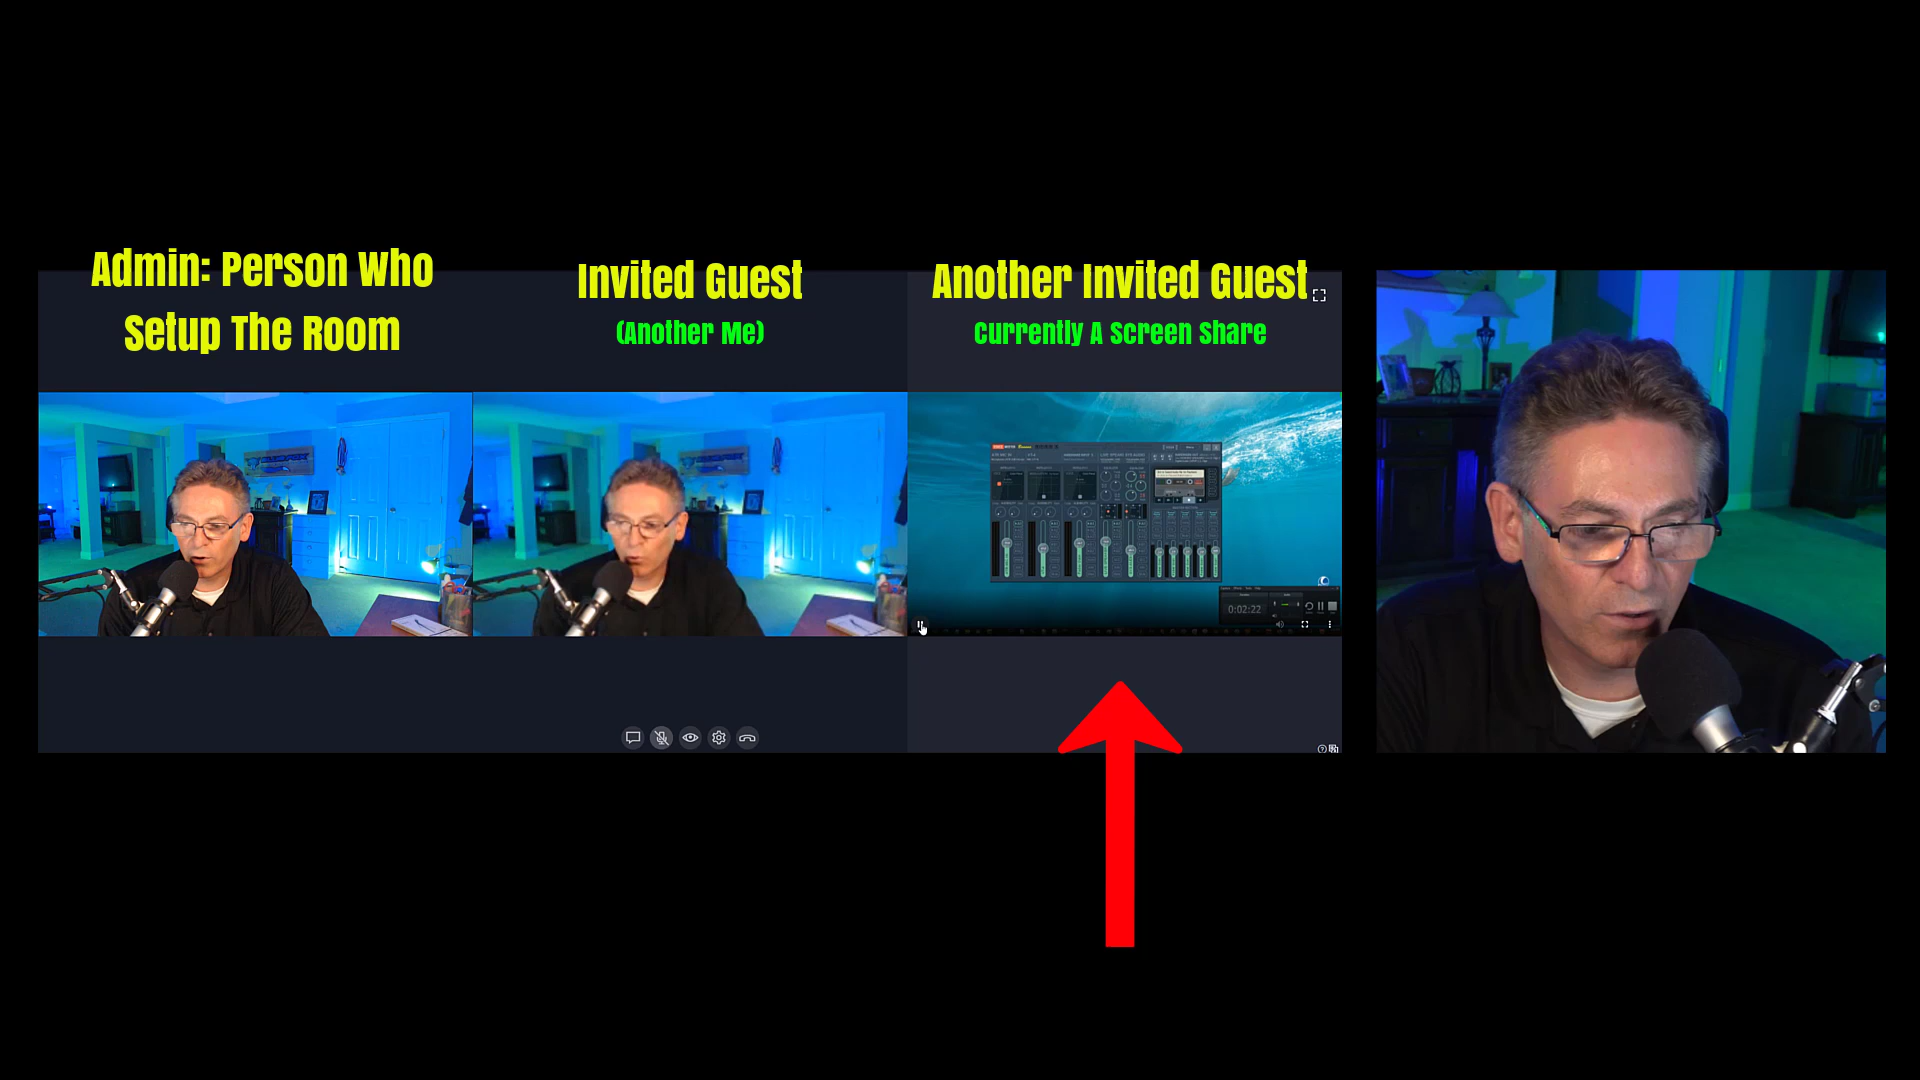 Admin: Person Who
Setup The Room
Invited Guest
(Another Me)
Another Invited Guest
Currently A Screen Share
0:02:22